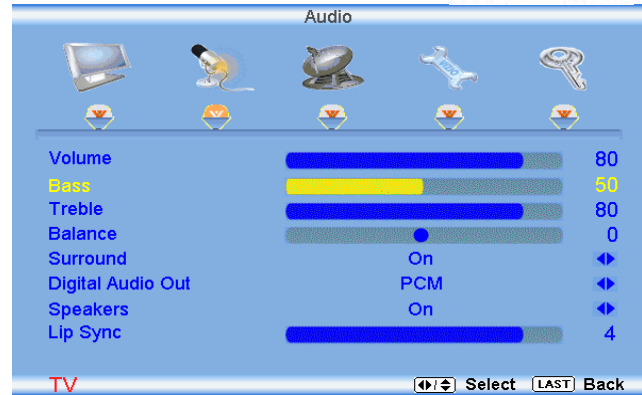 Audio
Volume 80
Bass 50
Treble 80
Balance 0
Surround On
Digital Audio Out PCM
Speakers On
Lip Sync 4
TV Select LAST Back